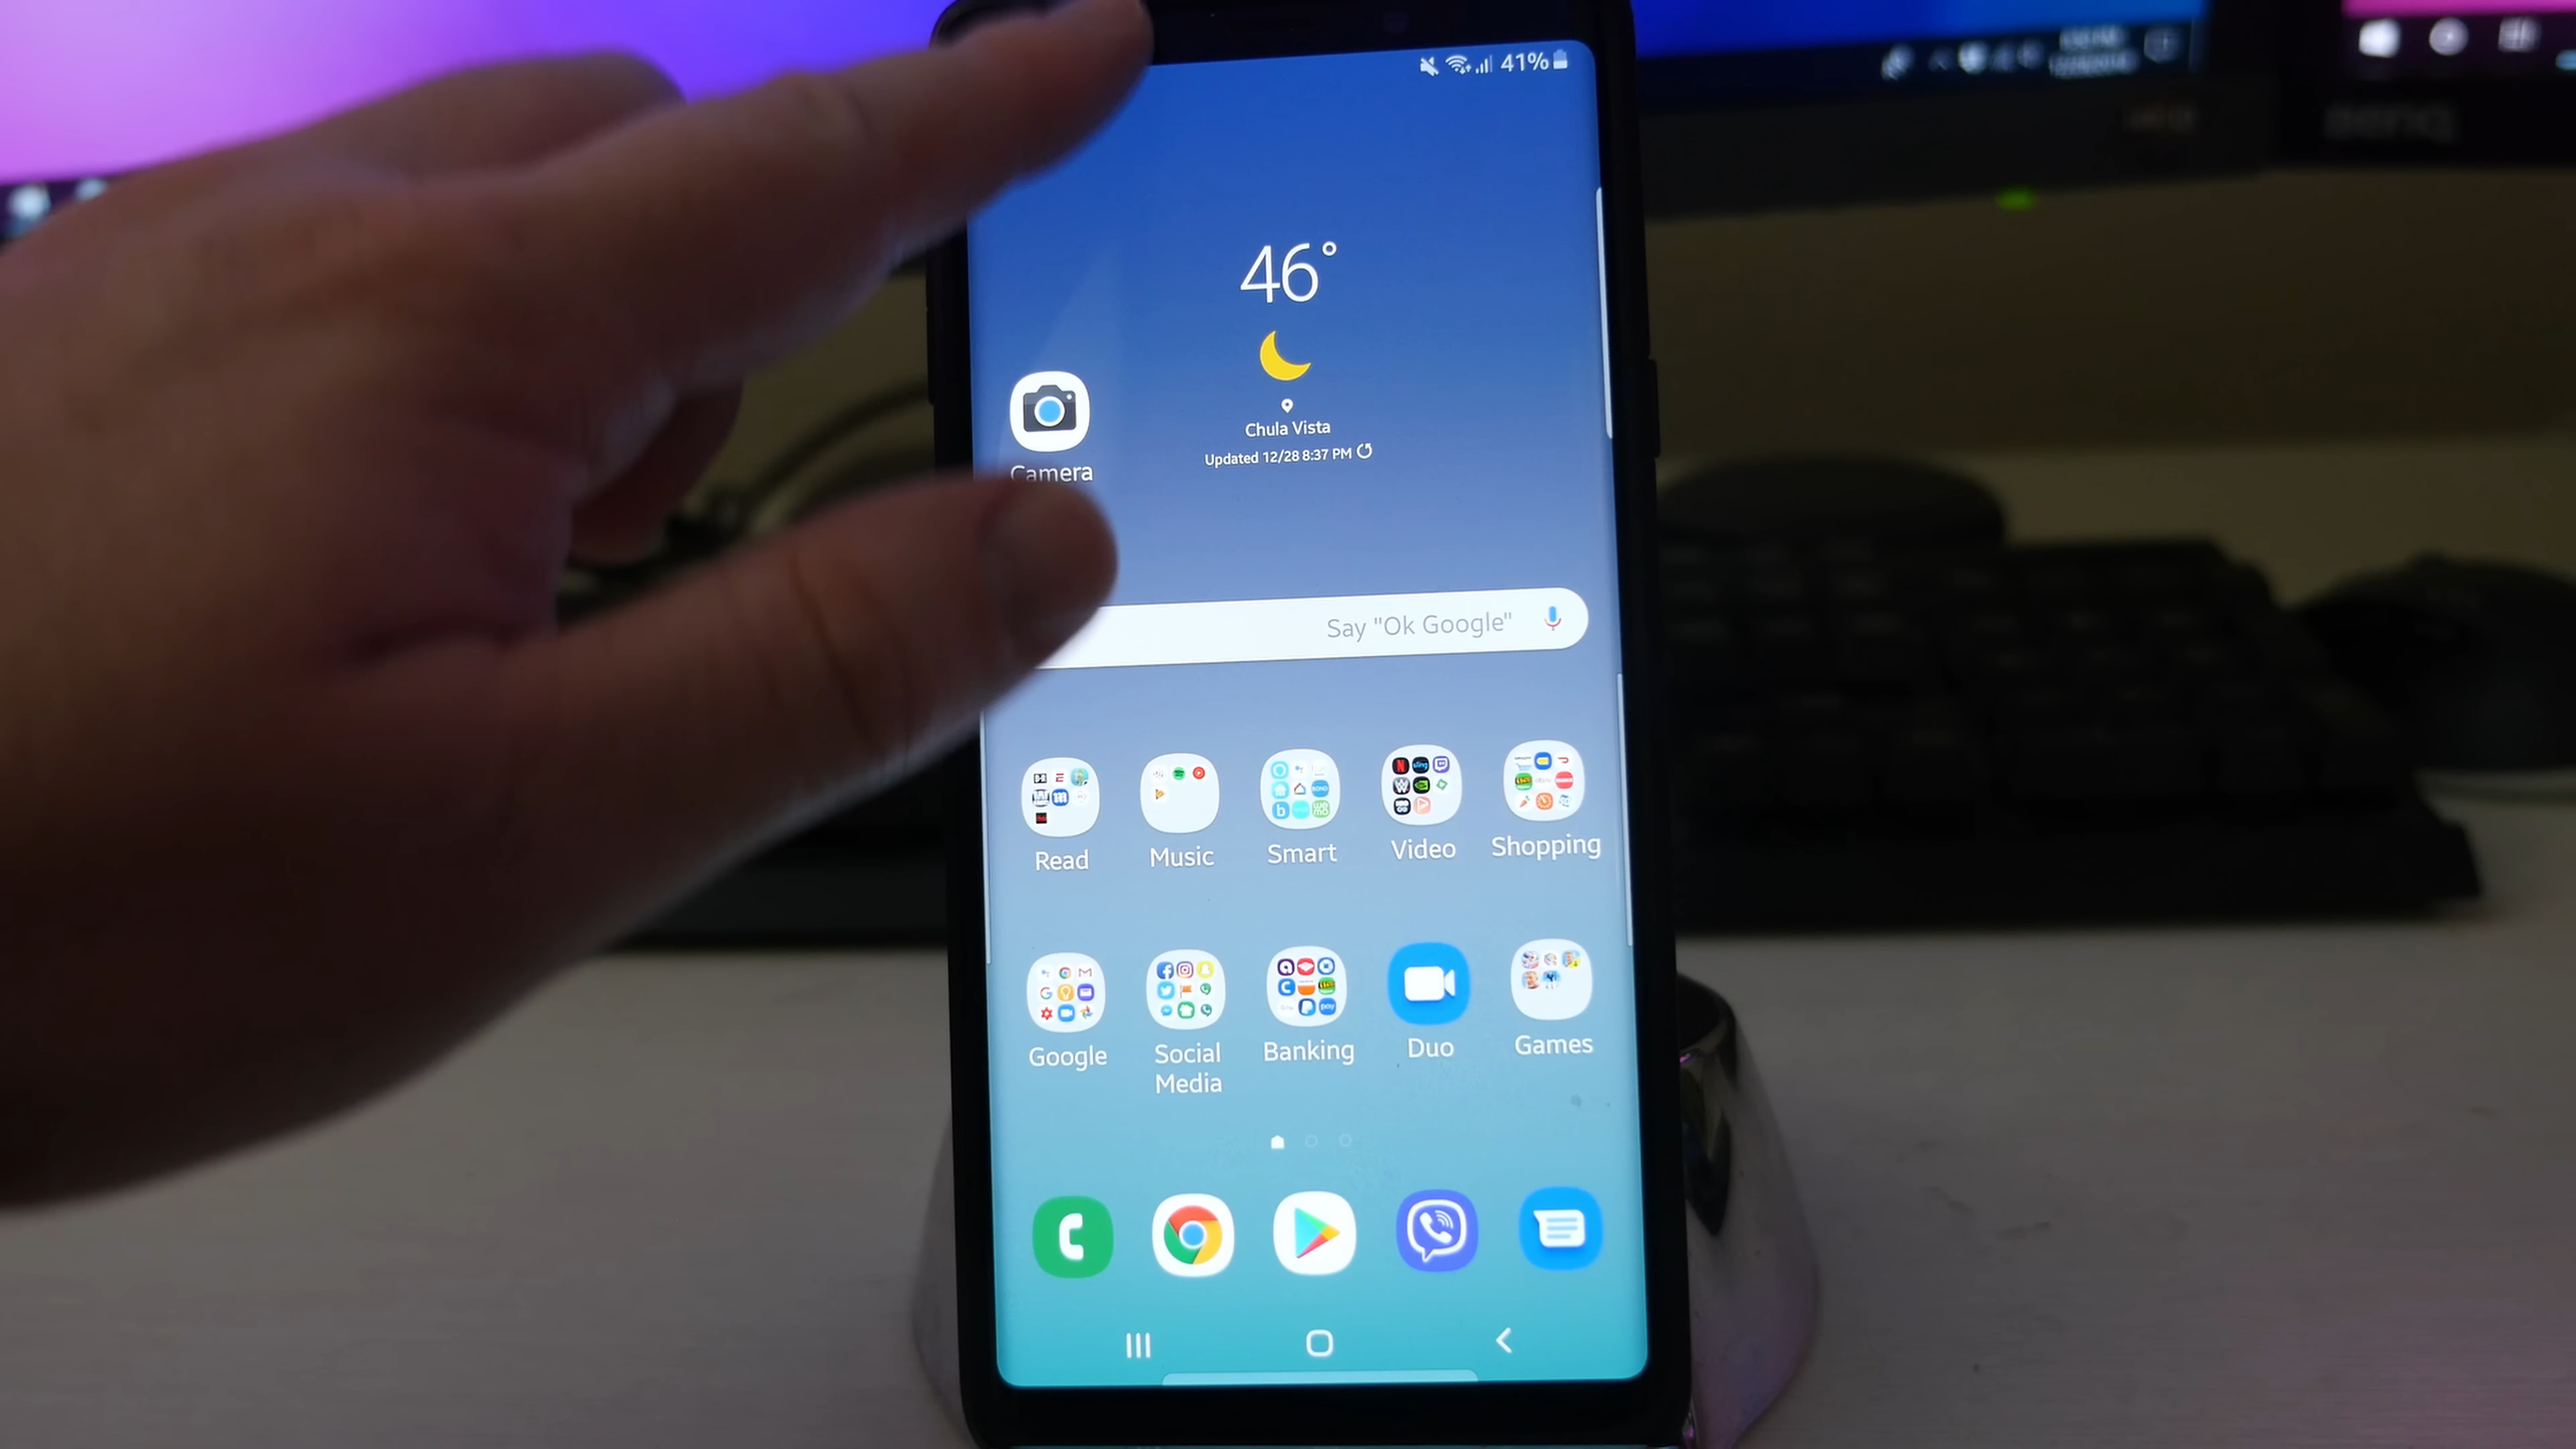 41%
46°
Chula Vista
Updated 12/28 8:37 PM
Camera
Say "Ok Google"
Read
Music
Smart
Video
Shopping
Google
Social
Media
Banking
Duo
Games
BenQ